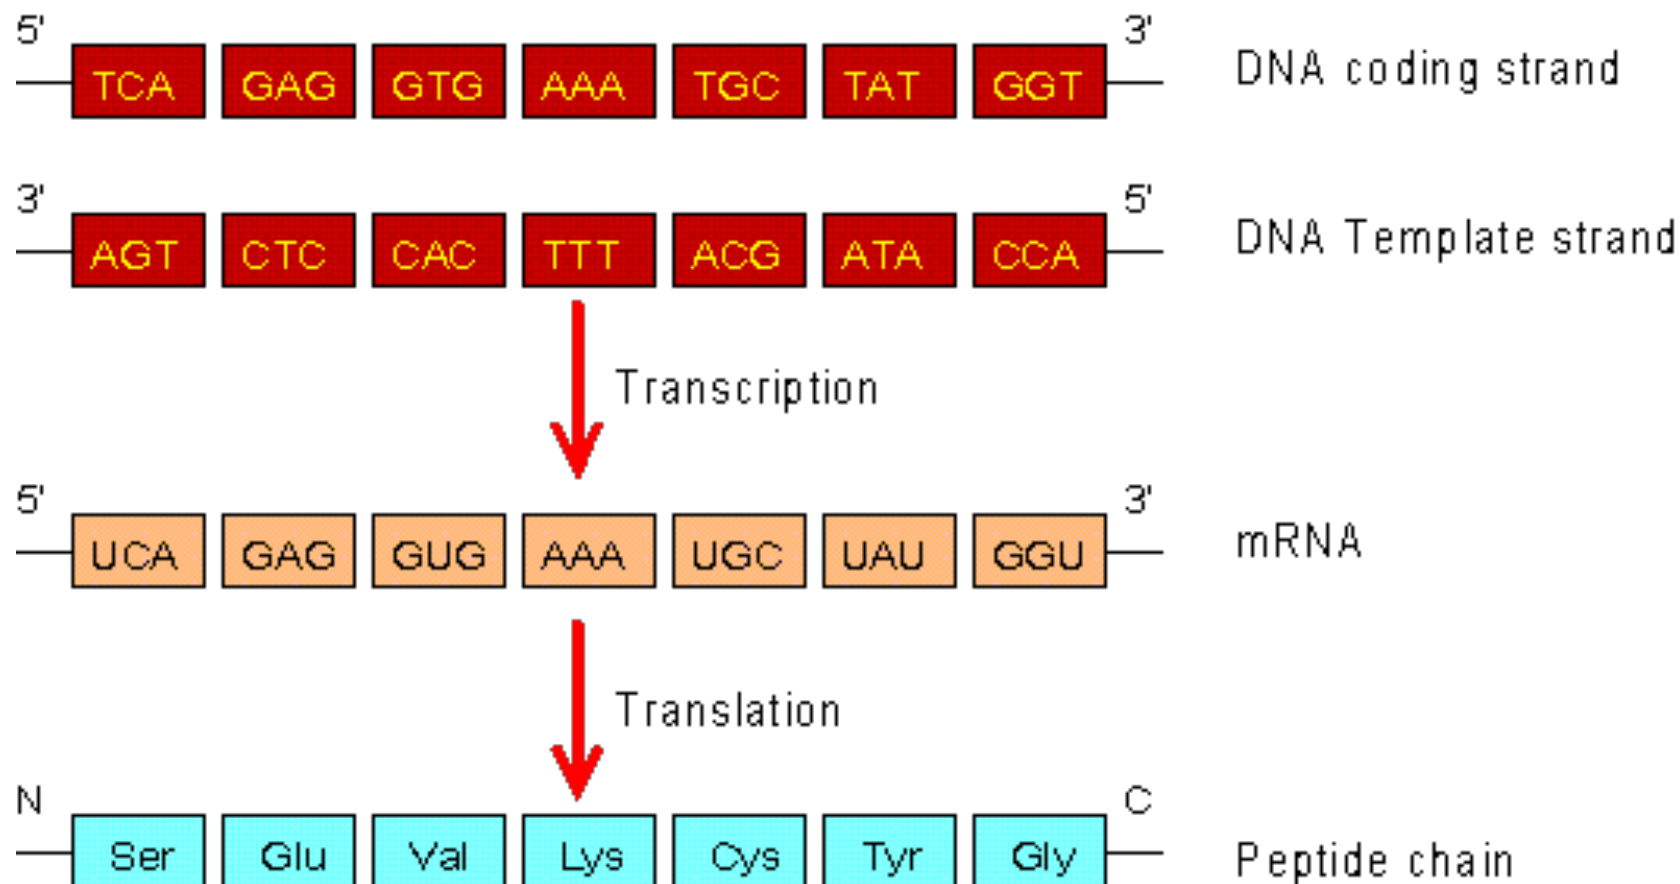 5' 3'
TCA GAG GTG AAA TGC TAT GGT DNA coding strand
3' 5'
AGT CTC CAC TTT ACG ATA CCA DNA Template strand
Transcription
5' 3'
UCA GAG GUG AAA UGC UAU GGU mRNA
Translation
N C
Ser Glu Val Lys Cys Tyr Gly Peptide chain